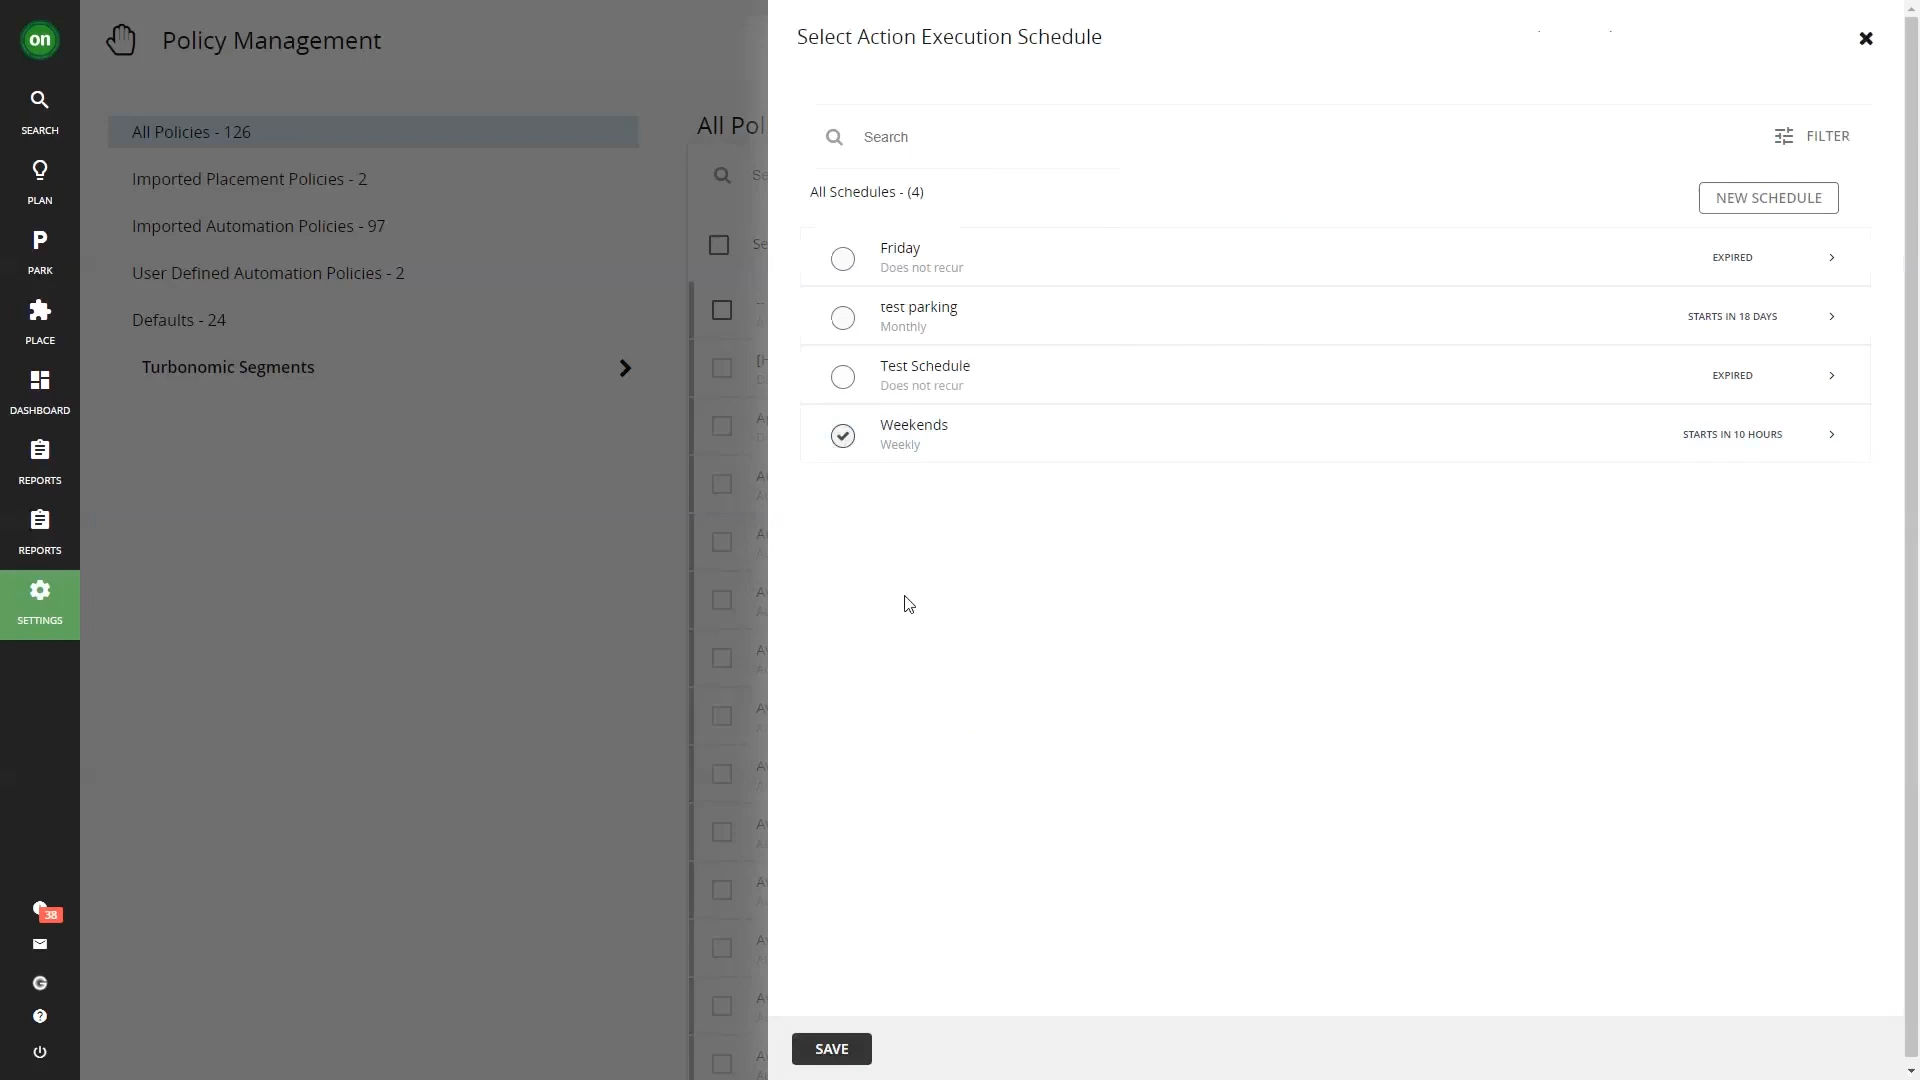 on
Policy Management
SEARCH
PLAN
P
PARK
PLACE
DASHBOARD
REPORTS
REPORTS
SETTINGS
38
All Policies - 126
Imported Placement Policies - 2
Imported Automation Policies - 97
User Defined Automation Policies - 2
Defaults - 24
Turbonomic Segments
All Pol
Se
Se
Select Action Execution Schedule
Search
FILTER
All Schedules - (4)
NEW SCHEDULE
Friday
Does not recur
EXPIRED
test parking
Monthly
STARTS IN 18 DAYS
Test Schedule
Does not recur
EXPIRED
Weekends
Weekly
STARTS IN 10 HOURS
SAVE